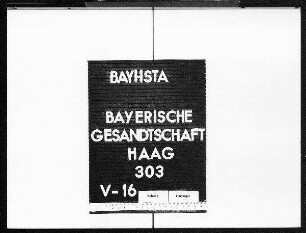 BAYHSTA
BAYERISCHE
GESANDTSCHAFT
HAAG
303
V-16